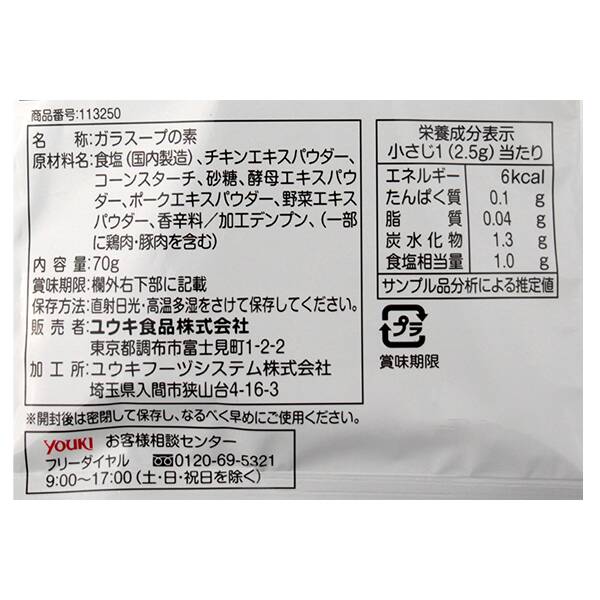 商品番号:113250
名 称:ガラスープの素
原材料名:食塩(国内製造)、チキンエキスパウダー、
コーンスターチ、砂糖、酵母エキスパウ
ダー、ポークエキスパウダー、野菜エキス
パウダー、香辛料/加工デンプン、(一部
に鶏肉・豚肉を含む)
内 容 量:70g
賞味期限:欄外右下部に記載
保存方法:直射日光・高温多湿をさけて保存してください。
販 売 者:ユウキ食品株式会社
東京都調布市富士見町1-2-2
加 工 所:ユウキフーヅシステム株式会社
埼玉県入間市狭山台4-16-3
※開封後は密閉して保存し、なるべく早めにご使用ください。
YOUKI お客様相談センター
フリーダイヤル 0120-69-5321
9:00〜17:00(土・日・祝日を除く)
栄養成分表示
小さじ1(2.5g)当たり
エネルギー 6kcal
たんぱく質 0.1 g
脂 質 0.04 g
炭水化物 1.3 g
食塩相当量 1.0 g
サンプル品分析による推定値
プラ
賞味期限